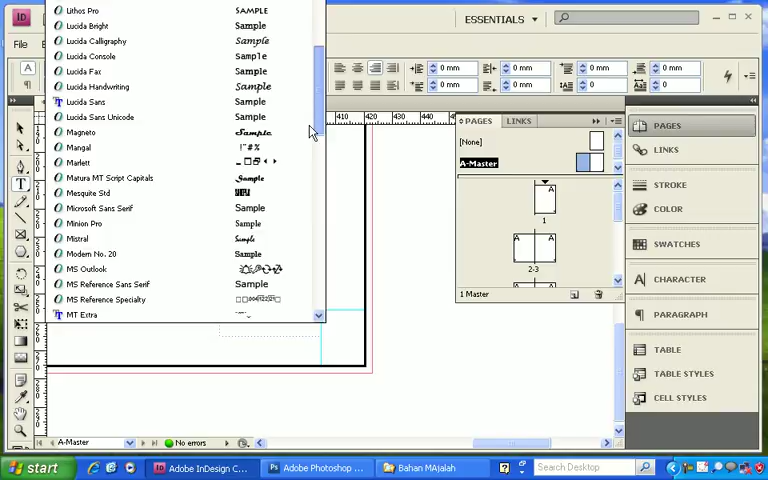 ID
ESSENTIALS
File
Lithos Pro SAMPLE
Lucida Bright Sample
Lucida Calligraphy Sample
Lucida Console Sample
Lucida Fax Sample
Lucida Handwriting Sample
Lucida Sans Sample
Lucida Sans Unicode Sample
Magneto Sample
Mangal !"#%
Marlett
Matura MT Script Capitals Sample
Mesquite Std
Microsoft Sans Serif Sample
Minion Pro Sample
Mistral Sample
Modern No. 20 Sample
MS Outlook
MS Reference Sans Serif Sample
MS Reference Specialty
MT Extra
A
0 mm 0 mm 0 mm 0
0 mm 0 mm 0 0
410 420
PAGES LINKS
[None]
A-Master
A
1
A A
2-3
1 Master
PAGES
LINKS
STROKE
COLOR
SWATCHES
CHARACTER
PARAGRAPH
TABLE
TABLE STYLES
CELL STYLES
A-Master No errors
start Adobe InDesign C... Adobe Photoshop ... Bahan MAjalah Search Desktop